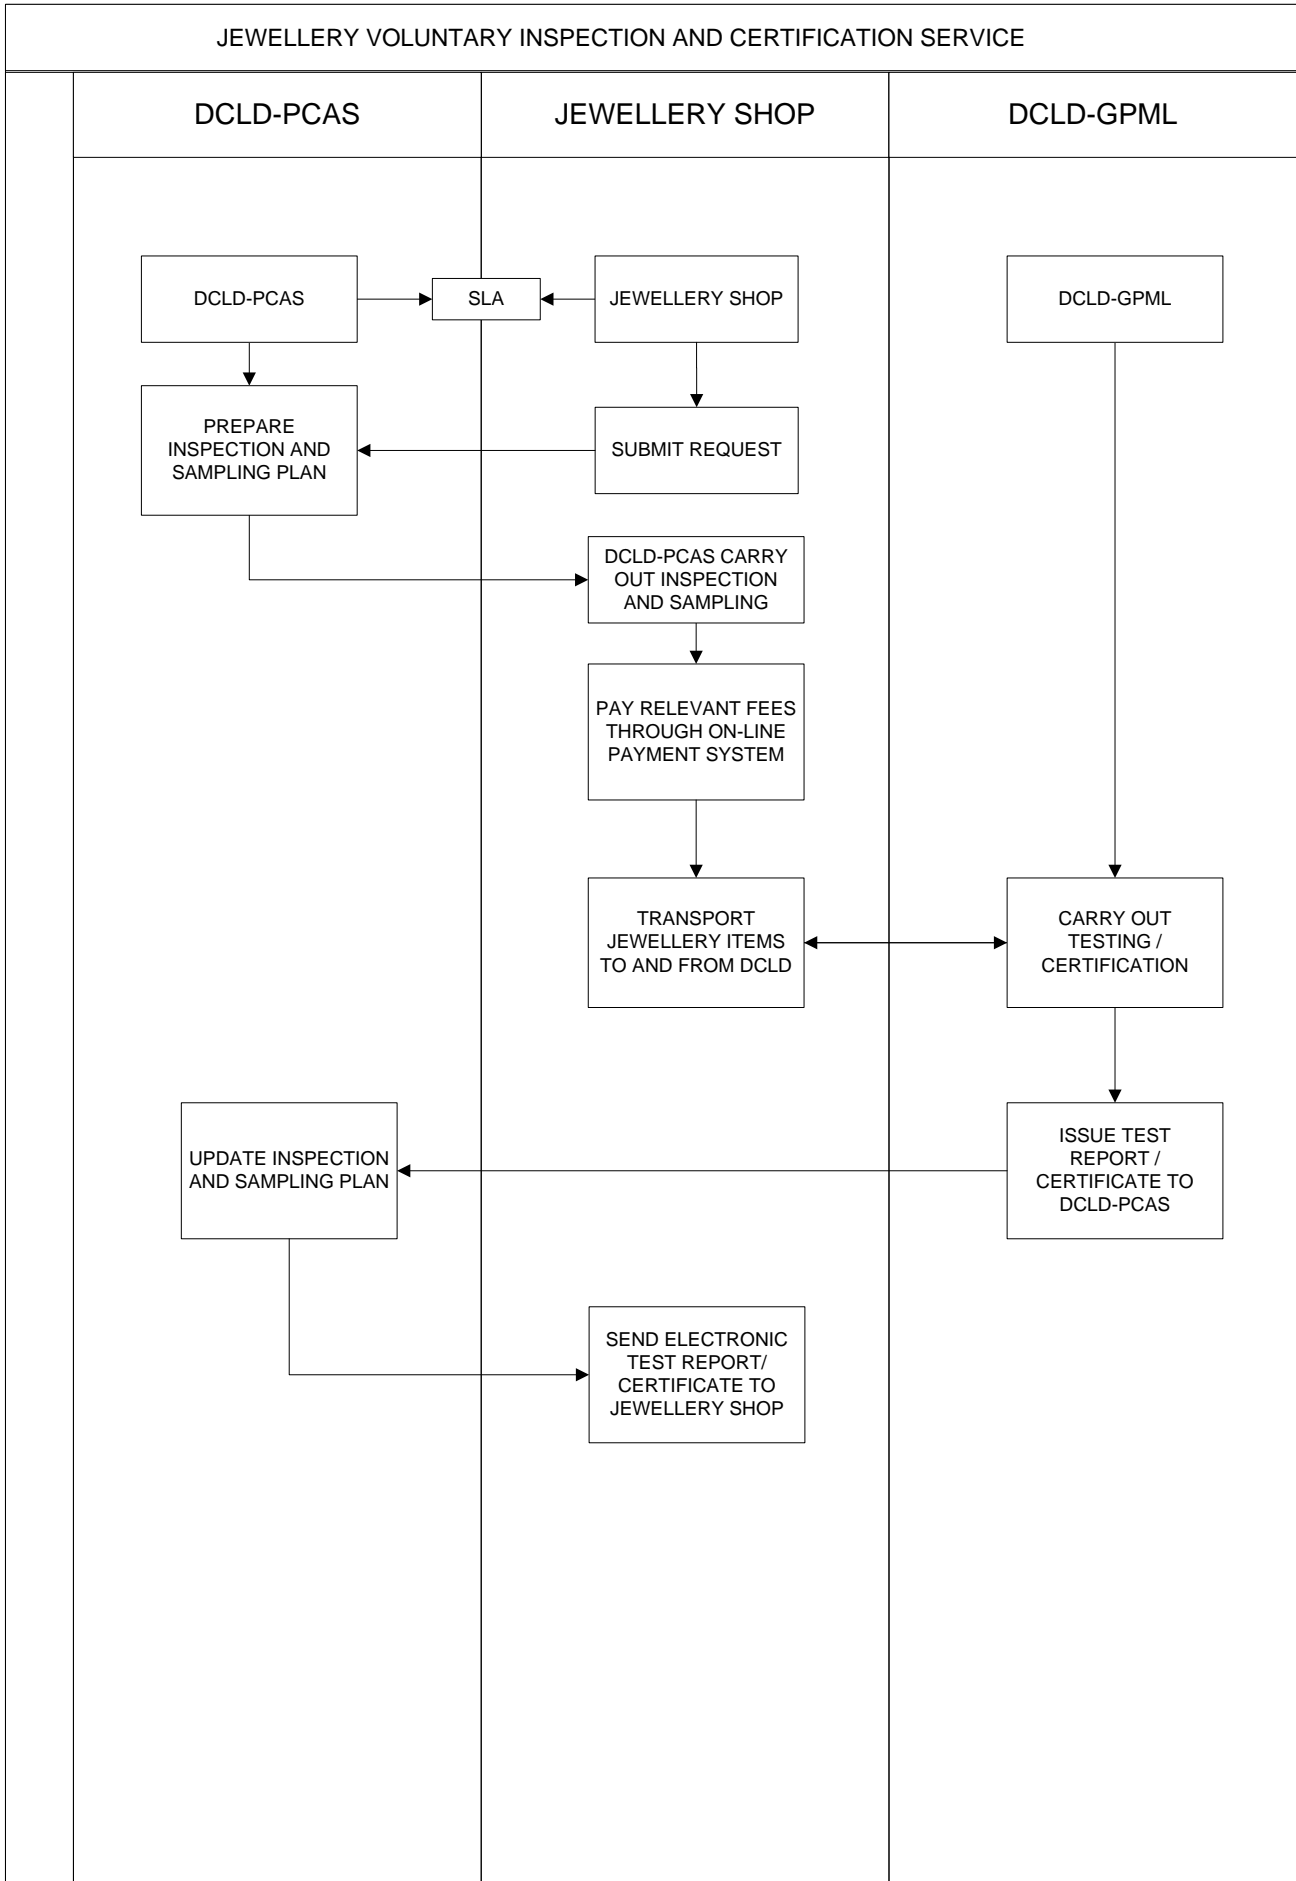 JEWELLERY VOLUNTARY INSPECTION AND CERTIFICATION SERVICE
DCLD-PCAS
JEWELLERY SHOP
DCLD-GPML
DCLD-PCAS
SLA
JEWELLERY SHOP
DCLD-GPML
PREPARE
INSPECTION AND
SAMPLING PLAN
SUBMIT REQUEST
DCLD-PCAS CARRY
OUT INSPECTION
AND SAMPLING
PAY RELEVANT FEES
THROUGH ON-LINE
PAYMENT SYSTEM
TRANSPORT
JEWELLERY ITEMS
TO AND FROM DCLD
CARRY OUT
TESTING /
CERTIFICATION
UPDATE INSPECTION
AND SAMPLING PLAN
ISSUE TEST
REPORT /
CERTIFICATE TO
DCLD-PCAS
SEND ELECTRONIC
TEST REPORT/
CERTIFICATE TO
JEWELLERY SHOP